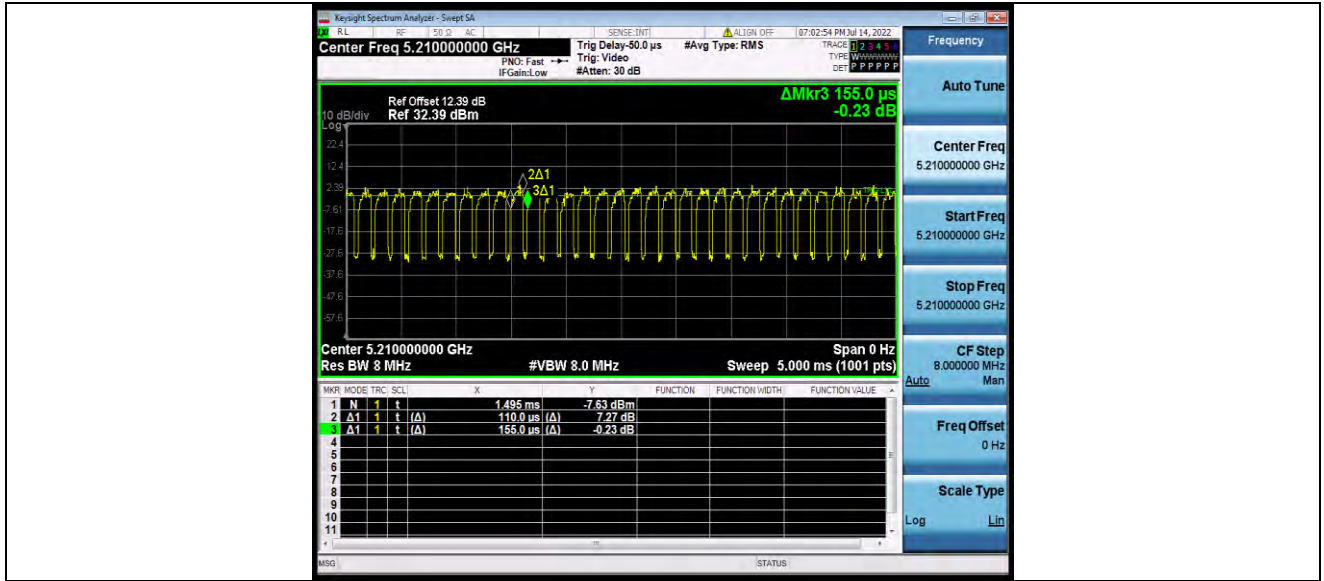 Keysight Spectrum Analyzer - Swept SA
RL RF 50 Ω AC SENSE:INT ALIGN OFF 07:02:54 PM Jul 14, 2022
Center Freq 5.210000000 GHz
PNO: Fast
IFGain:Low
Trig Delay-50.0 µs
Trig: Video
#Atten: 30 dB
#Avg Type: RMS
TRACE 1 2 3 4 5 6
TYPE WWWWWW
DET P P P P P P
ΔMkr3 155.0 µs
-0.23 dB
Ref Offset 12.39 dB
10 dB/div Ref 32.39 dBm
Log
22.4
12.4
2.39
-7.61
-17.6
-27.6
-37.6
-47.6
-57.6
2Δ1
3Δ1
Center 5.210000000 GHz Span 0 Hz
Res BW 8 MHz #VBW 8.0 MHz Sweep 5.000 ms (1001 pts)
MKR MODE TRC SCL X Y FUNCTION FUNCTION WIDTH FUNCTION VALUE
1 N 1 t 1.495 ms -7.63 dBm
2 Δ1 1 t (Δ) 110.0 µs (Δ) 7.27 dB
3 Δ1 1 t (Δ) 155.0 µs (Δ) -0.23 dB
4
5
6
7
8
9
10
11
MSG STATUS
Frequency
Auto Tune
Center Freq
5.210000000 GHz
Start Freq
5.210000000 GHz
Stop Freq
5.210000000 GHz
CF Step
8.000000 MHz
Auto Man
Freq Offset
0 Hz
Scale Type
Log Lin